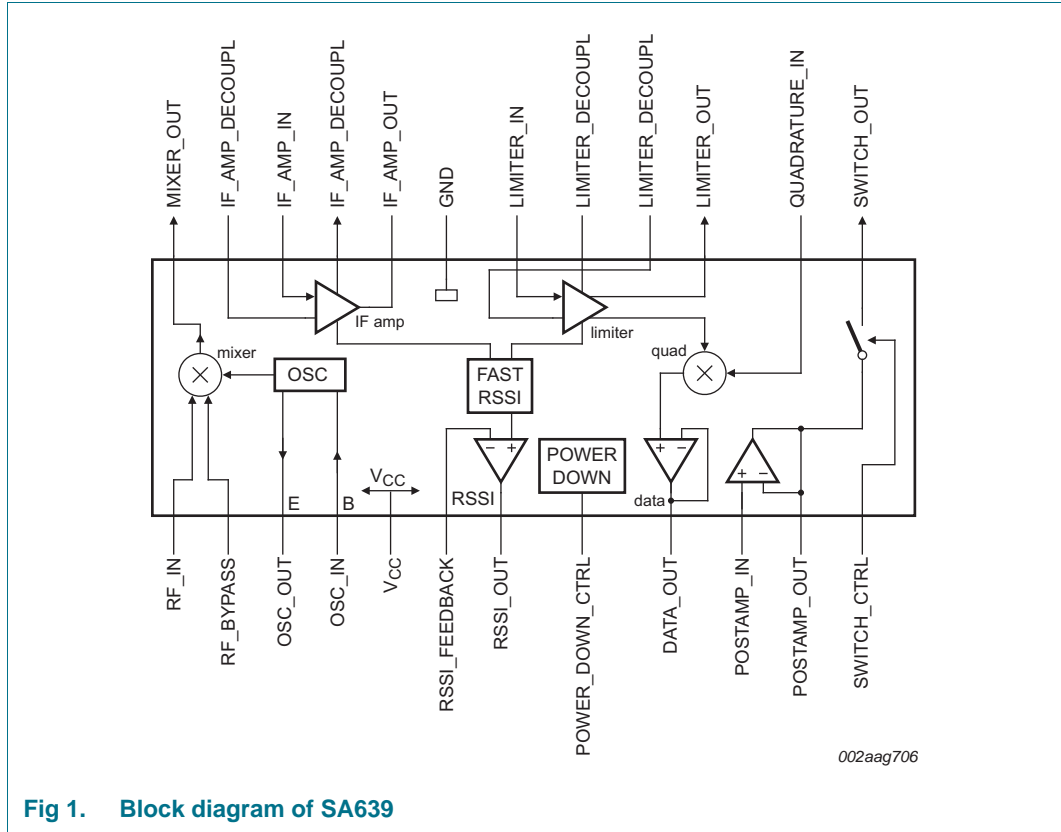 MIXER_OUT
IF_AMP_DECOUPL
IF_AMP_IN
IF_AMP_DECOUPL
IF_AMP_OUT
GND
LIMITER_IN
LIMITER_DECOUPL
LIMITER_DECOUPL
LIMITER_OUT
QUADRATURE_IN
SWITCH_OUT
IF amp
limiter
mixer
quad
OSC
FAST
RSSI
POWER
DOWN
− +
+ −
+ −
VCC
RSSI
data
E
B
RF_IN
RF_BYPASS
OSC_OUT
OSC_IN
VCC
RSSI_FEEDBACK
RSSI_OUT
POWER_DOWN_CTRL
DATA_OUT
POSTAMP_IN
POSTAMP_OUT
SWITCH_CTRL
002aag706
Fig 1. Block diagram of SA639